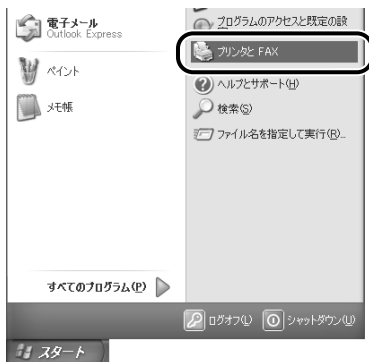 電子メール
Outlook Express
ペイント
メモ帳
すべてのプログラム(P)
プログラムのアクセスと既定の設
プリンタと FAX
ヘルプとサポート(H)
検索(S)
ファイル名を指定して実行(R)...
ログオフ(L)
シャットダウン(U)
スタート